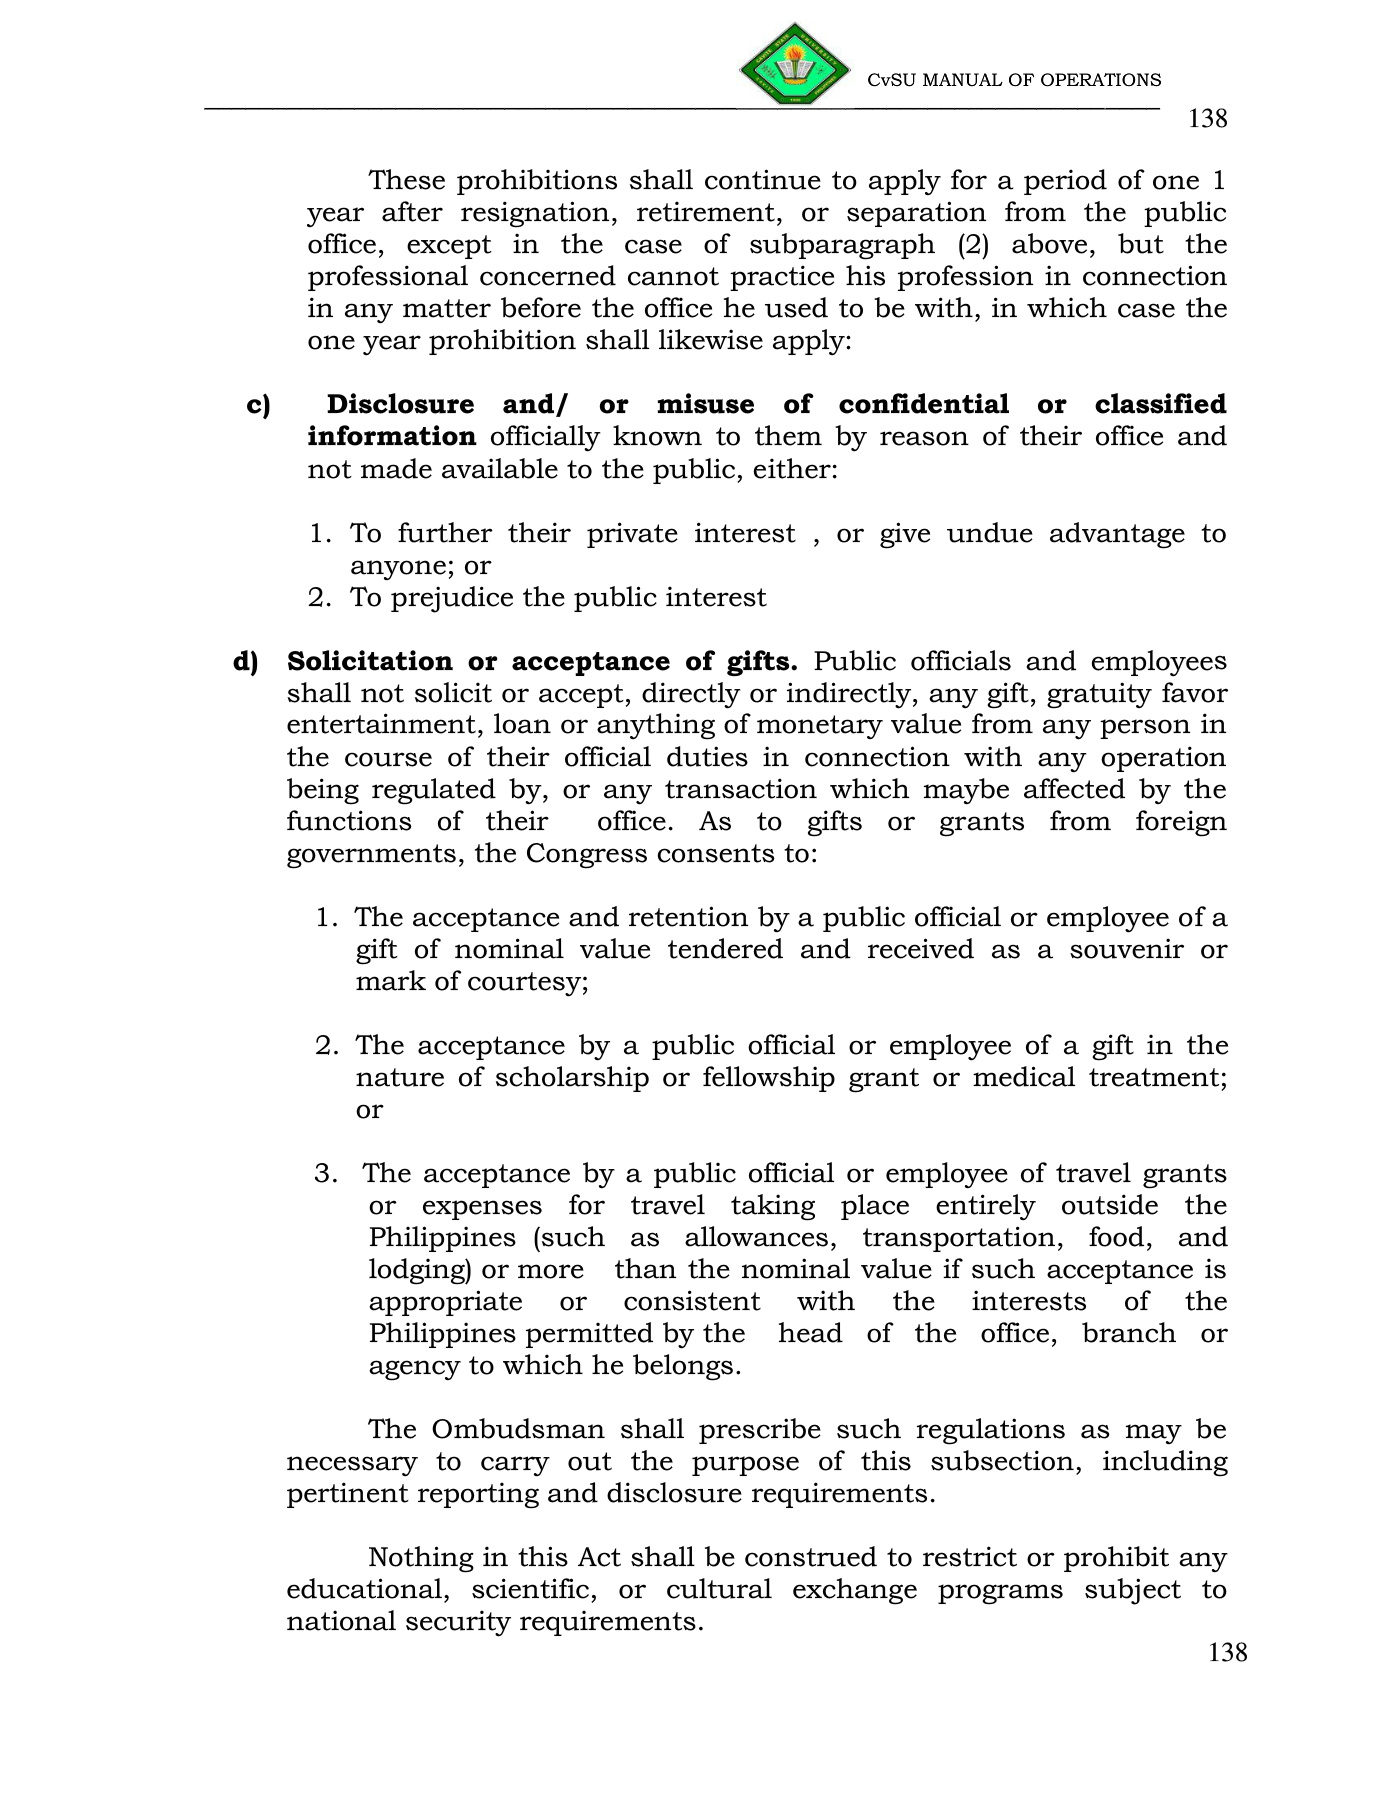 CvSU MANUAL OF OPERATIONS
138
These prohibitions shall continue to apply for a period of one 1
year after resignation, retirement, or separation from the public
office, except in the case of subparagraph (2) above, but the
professional concerned cannot practice his profession in connection
in any matter before the office he used to be with, in which case the
one year prohibition shall likewise apply:
c) Disclosure and/ or misuse of confidential or classified
information officially known to them by reason of their office and
not made available to the public, either:
1. To further their private interest , or give undue advantage to
anyone; or
2. To prejudice the public interest
d) Solicitation or acceptance of gifts. Public officials and employees
shall not solicit or accept, directly or indirectly, any gift, gratuity favor
entertainment, loan or anything of monetary value from any person in
the course of their official duties in connection with any operation
being regulated by, or any transaction which maybe affected by the
functions of their office. As to gifts or grants from foreign
governments, the Congress consents to:
1. The acceptance and retention by a public official or employee of a
gift of nominal value tendered and received as a souvenir or
mark of courtesy;
2. The acceptance by a public official or employee of a gift in the
nature of scholarship or fellowship grant or medical treatment;
or
3. The acceptance by a public official or employee of travel grants
or expenses for travel taking place entirely outside the
Philippines (such as allowances, transportation, food, and
lodging) or more than the nominal value if such acceptance is
appropriate or consistent with the interests of the
Philippines permitted by the head of the office, branch or
agency to which he belongs.
The Ombudsman shall prescribe such regulations as may be
necessary to carry out the purpose of this subsection, including
pertinent reporting and disclosure requirements.
Nothing in this Act shall be construed to restrict or prohibit any
educational, scientific, or cultural exchange programs subject to
national security requirements.
138